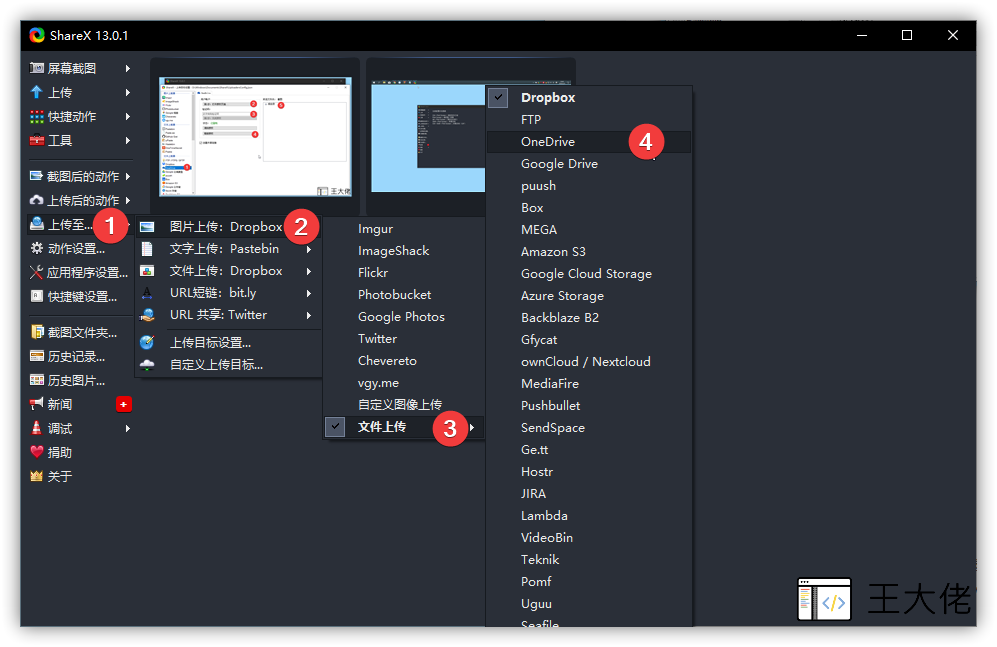 ShareX 13.0.1
屏幕截图
上传
快捷动作
工具
截图后的动作
上传后的动作
上传至...
动作设置...
应用程序设置...
快捷键设置...
截图文件夹...
历史记录...
历史图片...
新闻
调试
捐助
关于
1
图片上传: Dropbox
2
文字上传: Pastebin
文件上传: Dropbox
URL短链: bit.ly
URL 共享: Twitter
上传目标设置...
自定义上传目标...
Imgur
ImageShack
Flickr
Photobucket
Google Photos
Twitter
Chevereto
vgy.me
自定义图像上传
文件上传
3
Dropbox
FTP
OneDrive
4
Google Drive
puush
Box
MEGA
Amazon S3
Google Cloud Storage
Azure Storage
Backblaze B2
Gfycat
ownCloud / Nextcloud
MediaFire
Pushbullet
SendSpace
Ge.tt
Hostr
JIRA
Lambda
VideoBin
Teknik
Pomf
Uguu
Seafile
王大佬